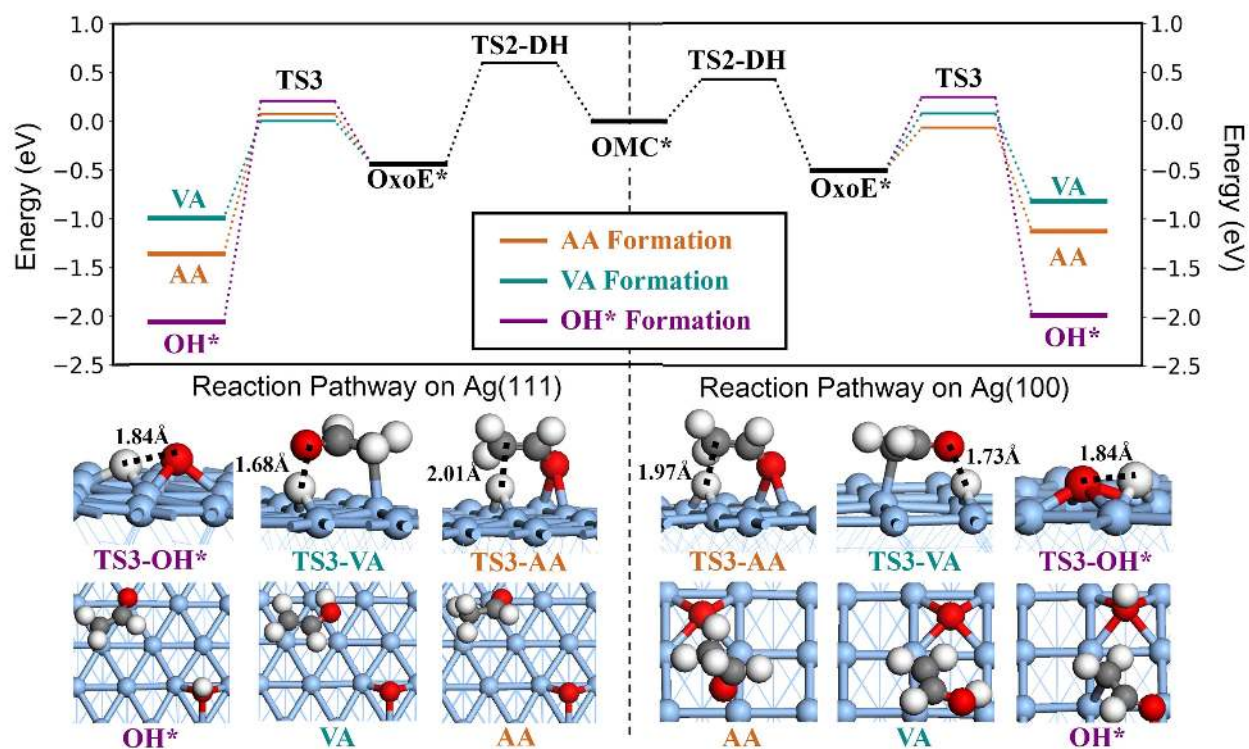 1.0
0.5
0.0
−0.5
−1.0
−1.5
−2.0
−2.5
Energy (eV)
TS3
TS2-DH
OMC*
OxoE*
VA
AA
OH*
TS2-DH
TS3
OxoE*
VA
AA
OH*
1.0
0.5
0.0
−0.5
−1.0
−1.5
−2.0
−2.5
Energy (eV)
AA Formation
VA Formation
OH* Formation
Reaction Pathway on Ag(111)
Reaction Pathway on Ag(100)
1.84Å
1.68Å
2.01Å
1.97Å
1.73Å
1.84Å
TS3-OH*
TS3-VA
TS3-AA
TS3-AA
TS3-VA
TS3-OH*
OH*
VA
AA
AA
VA
OH*